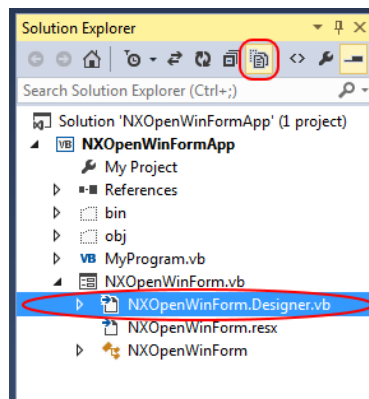 Solution Explorer
Search Solution Explorer (Ctrl+;)
Solution 'NXOpenWinFormApp' (1 project)
VB NXOpenWinFormApp
My Project
References
bin
obj
VB MyProgram.vb
NXOpenWinForm.vb
NXOpenWinForm.Designer.vb
NXOpenWinForm.resx
NXOpenWinForm